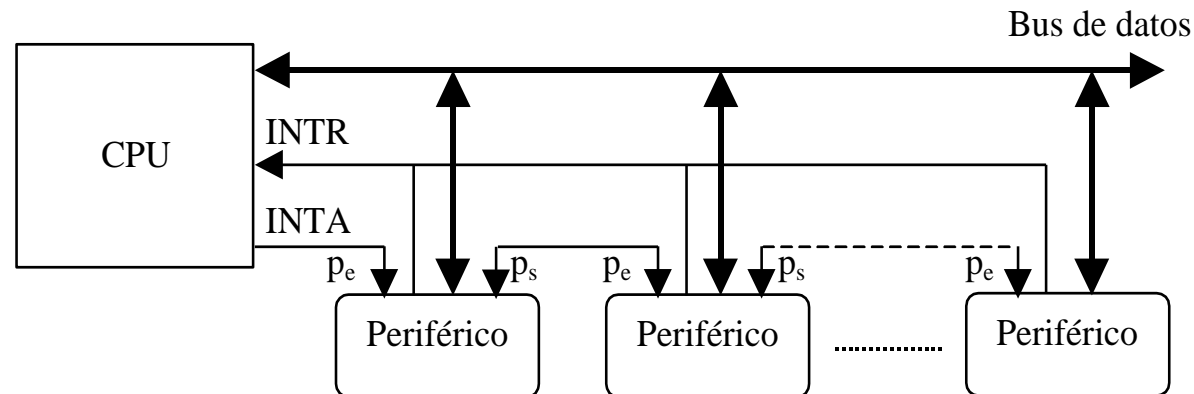 Bus de datos
CPU
INTR
INTA
pe ps pe ps pe
Periférico Periférico Periférico